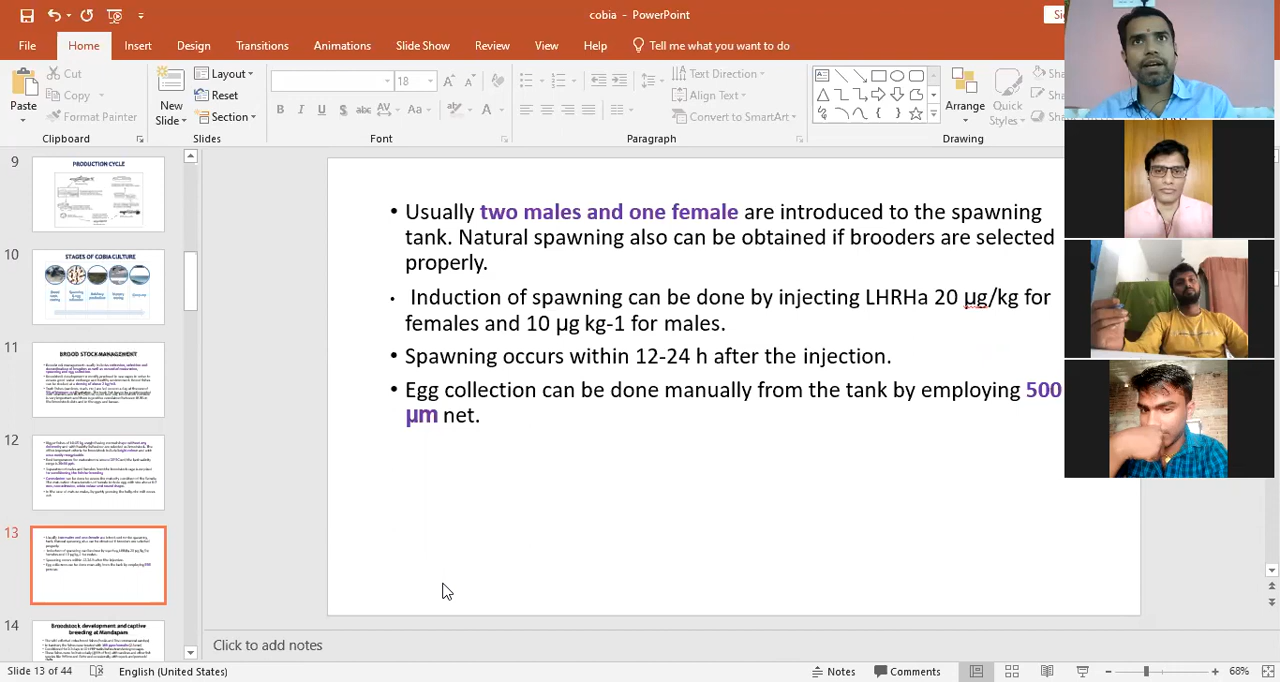 cobia - PowerPoint
Si
File Home Insert Design Transitions Animations Slide Show Review View Help Tell me what you want to do
Paste
Cut
Copy
Format Painter
Clipboard
New Slide
Layout
Reset
Section
Slides
18
Font
Text Direction
Align Text
Convert to SmartArt
Paragraph
Arrange
Quick Styles
Sha
Sha
Sha
Drawing
9
PRODUCTION CYCLE
10
STAGES OF COBIA CULTURE
11
BROOD STOCK MANAGEMENT
12
13
14
Broodstock development and captive
breeding at Mandapam
• Usually two males and one female are introduced to the spawning
tank. Natural spawning also can be obtained if brooders are selected
properly.
• Induction of spawning can be done by injecting LHRHa 20 µg/kg for
females and 10 µg kg-1 for males.
• Spawning occurs within 12-24 h after the injection.
• Egg collection can be done manually from the tank by employing 500
µm net.
Click to add notes
Slide 13 of 44 English (United States) Notes Comments 68%